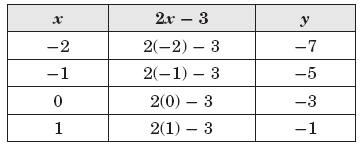 x 2x – 3 y
–2 2(–2) – 3 –7
–1 2(–1) – 3 –5
0 2(0) – 3 –3
1 2(1) – 3 –1